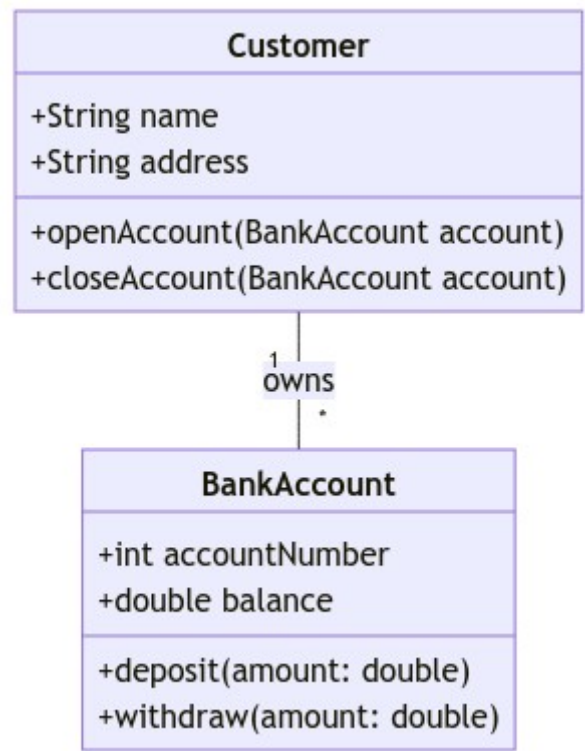 Customer
+String name
+String address
+openAccount(BankAccount account)
+closeAccount(BankAccount account)
1
owns
*
BankAccount
+int accountNumber
+double balance
+deposit(amount: double)
+withdraw(amount: double)